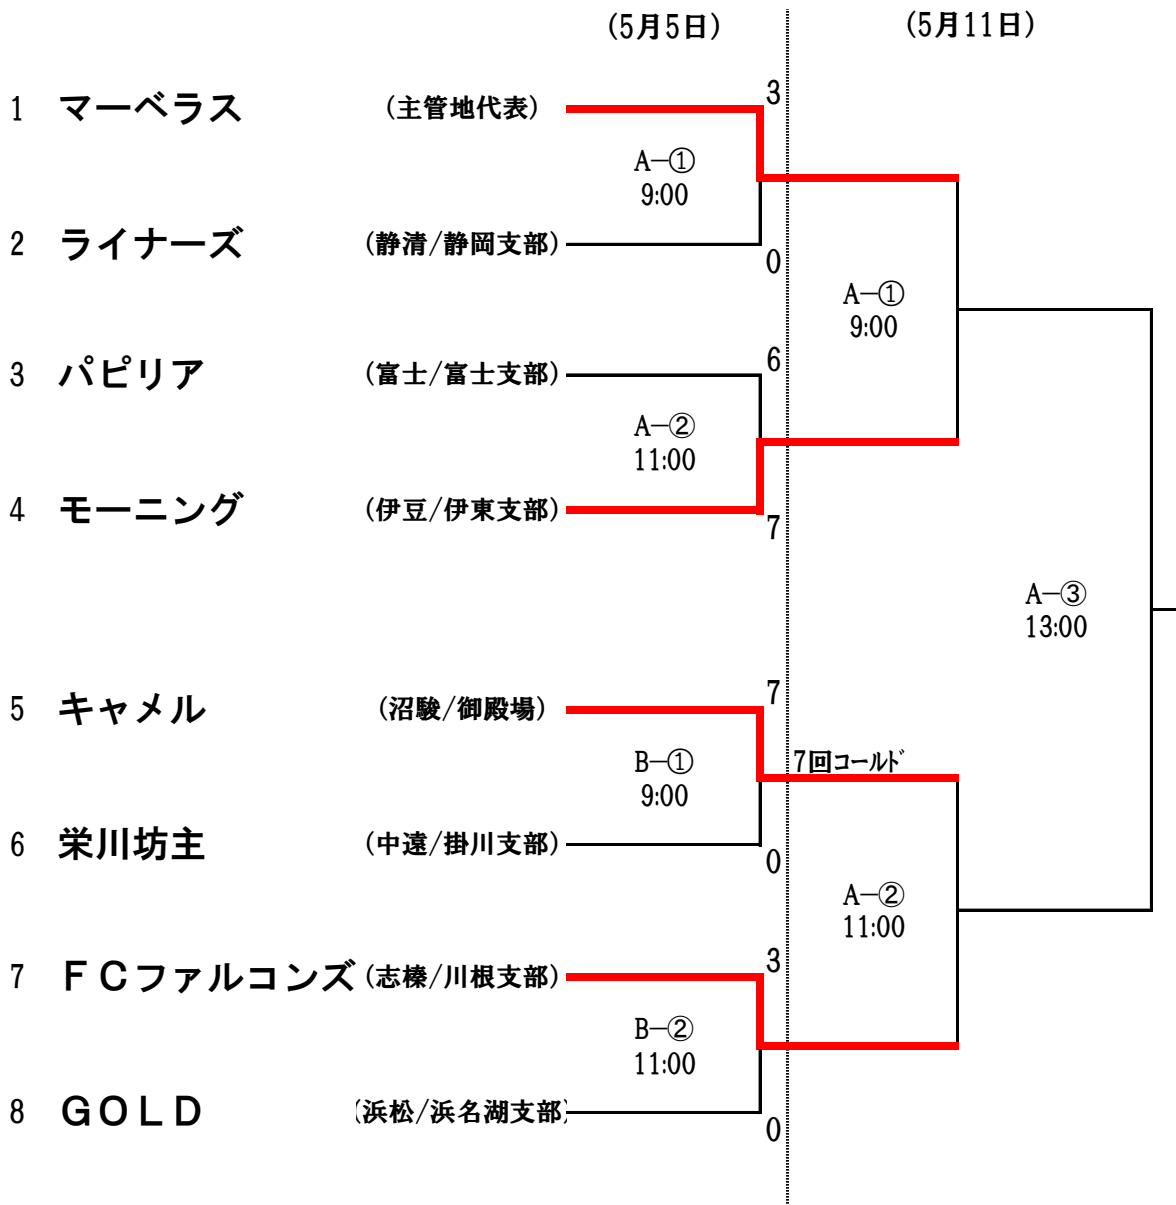 (5月5日)
(5月11日)
1 マーベラス (主管地代表)
3
A―①
9:00
2 ライナーズ (静清/静岡支部)
0
A―①
9:00
3 パピリア (富士/富士支部)
6
A―②
11:00
4 モーニング (伊豆/伊東支部)
7
A―③
13:00
5 キャメル (沼駿/御殿場)
7
B―①
9:00
7回コールド
6 栄川坊主 (中遠/掛川支部)
0
A―②
11:00
7 ＦＣファルコンズ (志榛/川根支部)
3
B―②
11:00
8 ＧＯＬＤ (浜松/浜名湖支部)
0